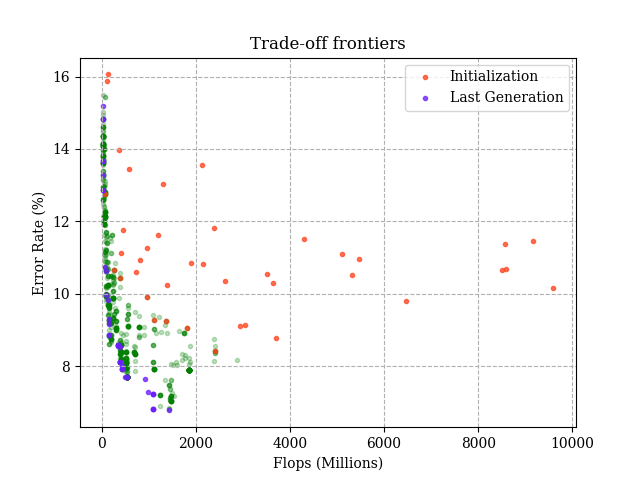 Trade-off frontiers
Initialization
Last Generation
16
14
12
10
8
Error Rate (%)
0
2000
4000
6000
8000
10000
Flops (Millions)